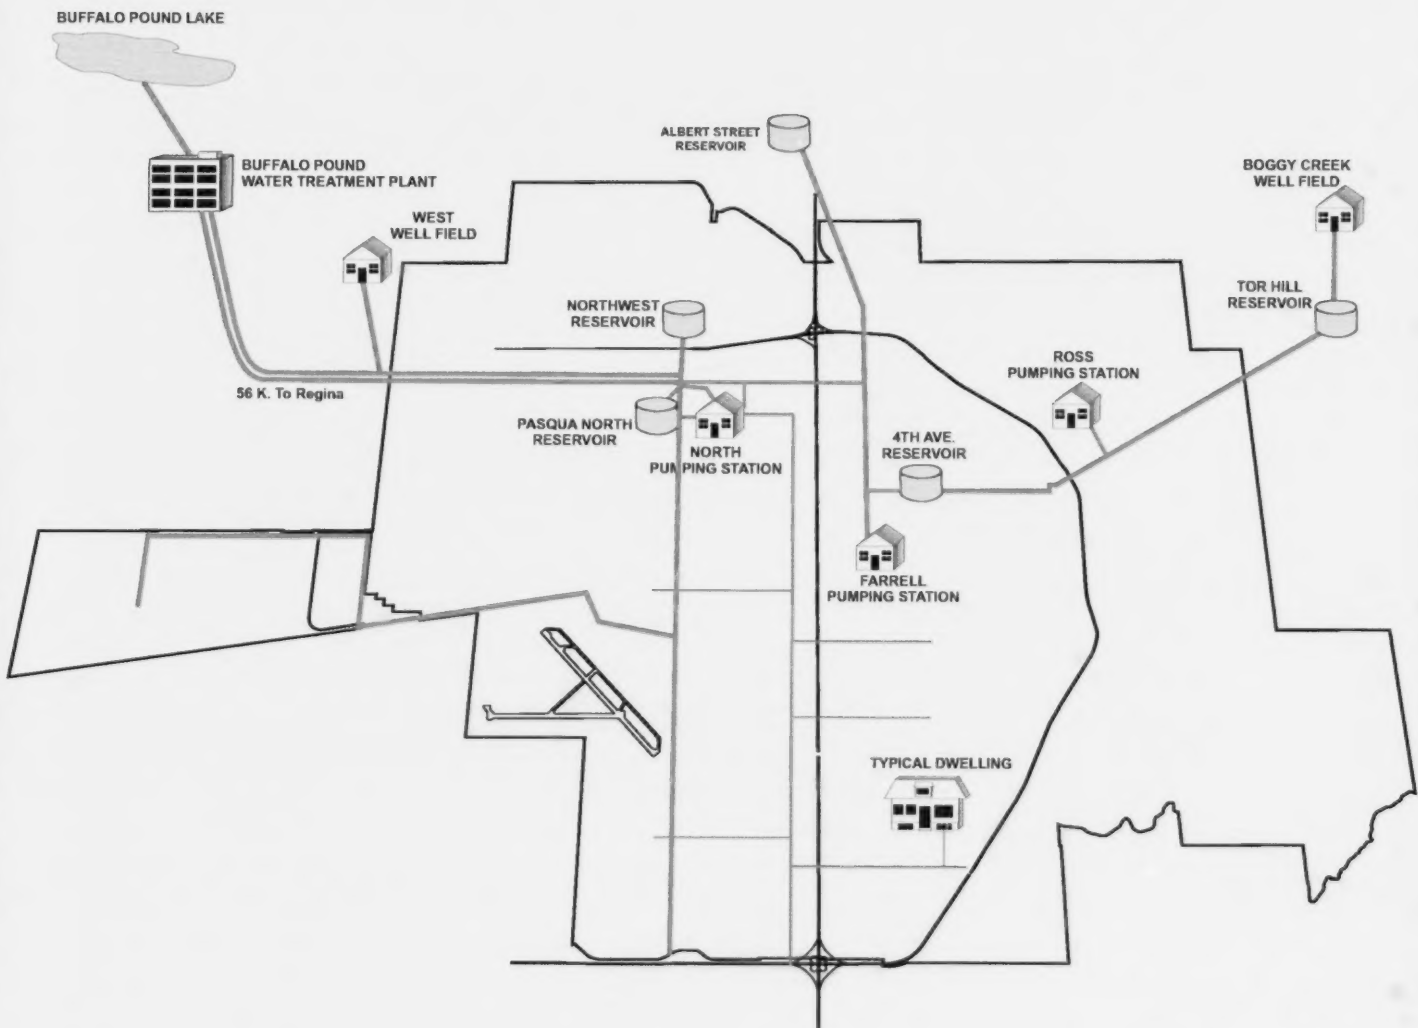 BUFFALO POUND LAKE
BUFFALO POUND
WATER TREATMENT PLANT
WEST
WELL FIELD
ALBERT STREET
RESERVOIR
BOGGY CREEK
WELL FIELD
TOR HILL
RESERVOIR
NORTHWEST
RESERVOIR
ROSS
PUMPING STATION
56 K. To Regina
PASQUA NORTH
RESERVOIR
NORTH
PUMPING STATION
4TH AVE.
RESERVOIR
FARRELL
PUMPING STATION
TYPICAL DWELLING